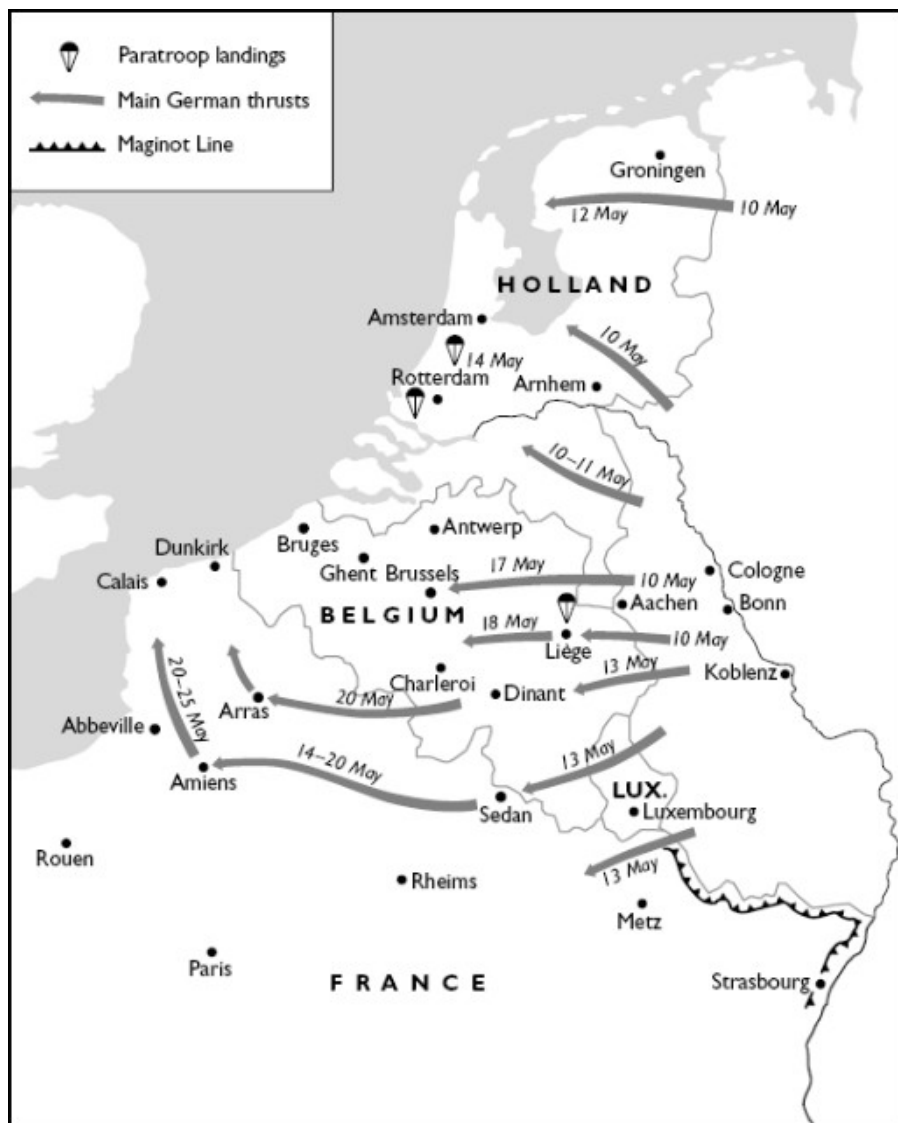 Paratroop landings
Main German thrusts
Maginot Line
Groningen
12 May
10 May
HOLLAND
Amsterdam
10 May
14 May
Rotterdam
Arnhem
10–11 May
Bruges
Antwerp
Dunkirk
Calais
Ghent Brussels
17 May
10 May
Cologne
Aachen
Bonn
BELGIUM
18 May
Liège
10 May
Charleroi
Dinant
13 May
Koblenz
20–25 May
Arras
20 May
Abbeville
Amiens
14–20 May
13 May
Sedan
LUX.
Luxembourg
Rouen
Rheims
13 May
Metz
Paris
FRANCE
Strasbourg